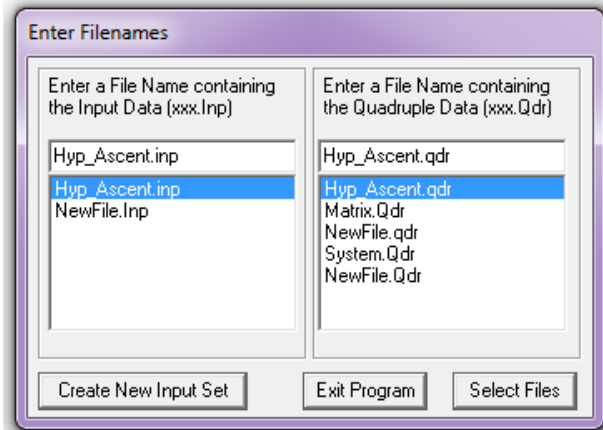 Enter Filenames
Enter a File Name containing
the Input Data (xxx.Inp)
Hyp_Ascent.inp
Hyp_Ascent.inp
NewFile.Inp
Enter a File Name containing
the Quadruple Data (xxx.Qdr)
Hyp_Ascent.qdr
Hyp_Ascent.qdr
Matrix.Qdr
NewFile.qdr
System.Qdr
NewFile.Qdr
Create New Input Set
Exit Program
Select Files